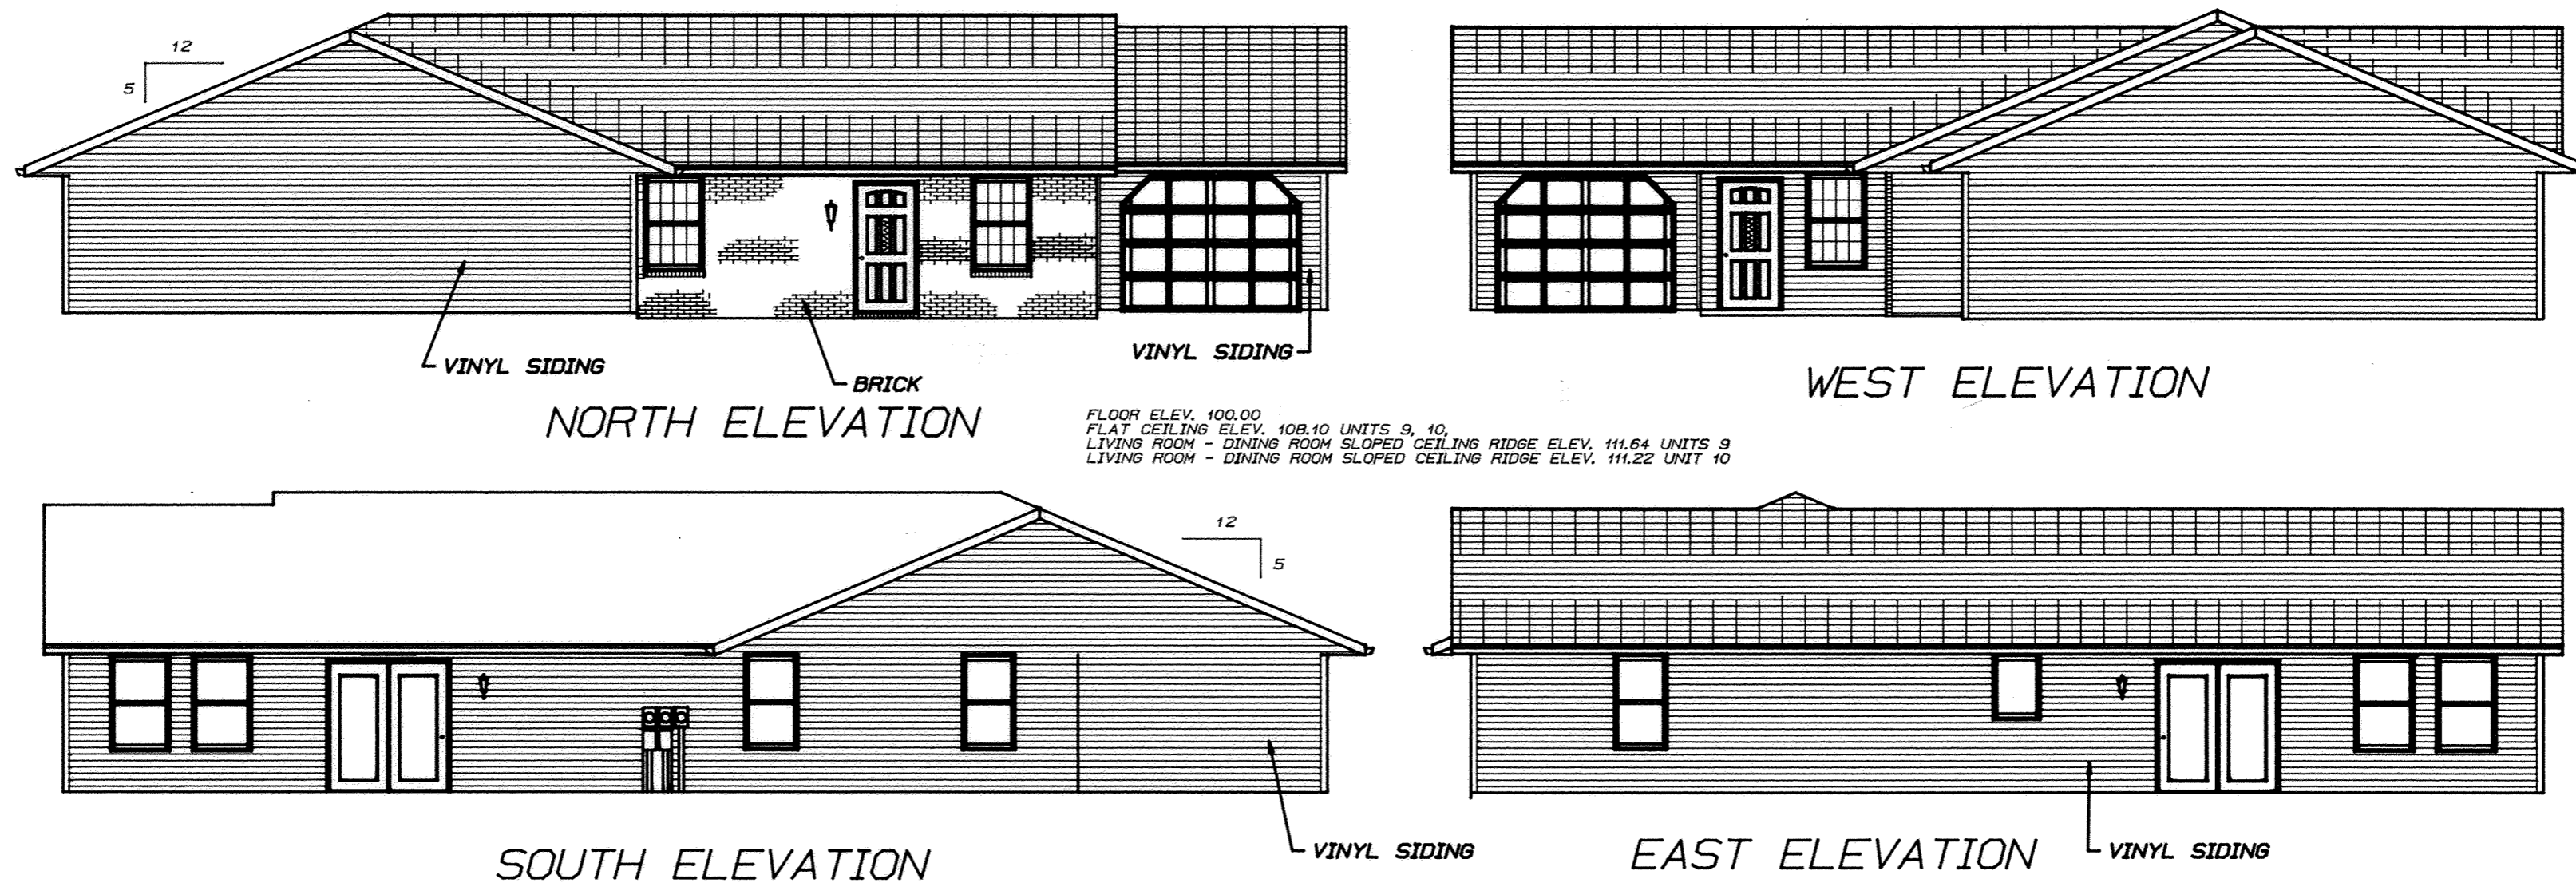 12
5
VINYL SIDING
BRICK
VINYL SIDING
NORTH ELEVATION
WEST ELEVATION
FLOOR ELEV. 100.00
FLAT CEILING ELEV. 108.10 UNITS 9, 10,
LIVING ROOM - DINING ROOM SLOPED CEILING RIDGE ELEV. 111.64 UNITS 9
LIVING ROOM - DINING ROOM SLOPED CEILING RIDGE ELEV. 111.22 UNIT 10
12
5
VINYL SIDING
SOUTH ELEVATION
EAST ELEVATION
VINYL SIDING